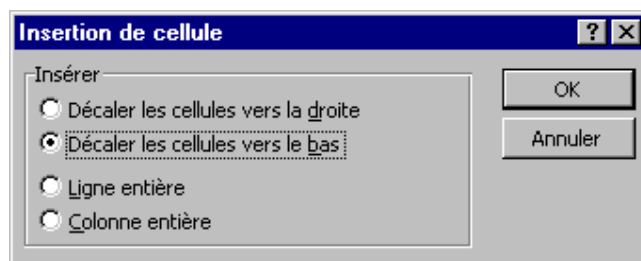 Insertion de cellule
?
Insérer
Décaler les cellules vers la droite
Décaler les cellules vers le bas
Ligne entière
Colonne entière
OK
Annuler